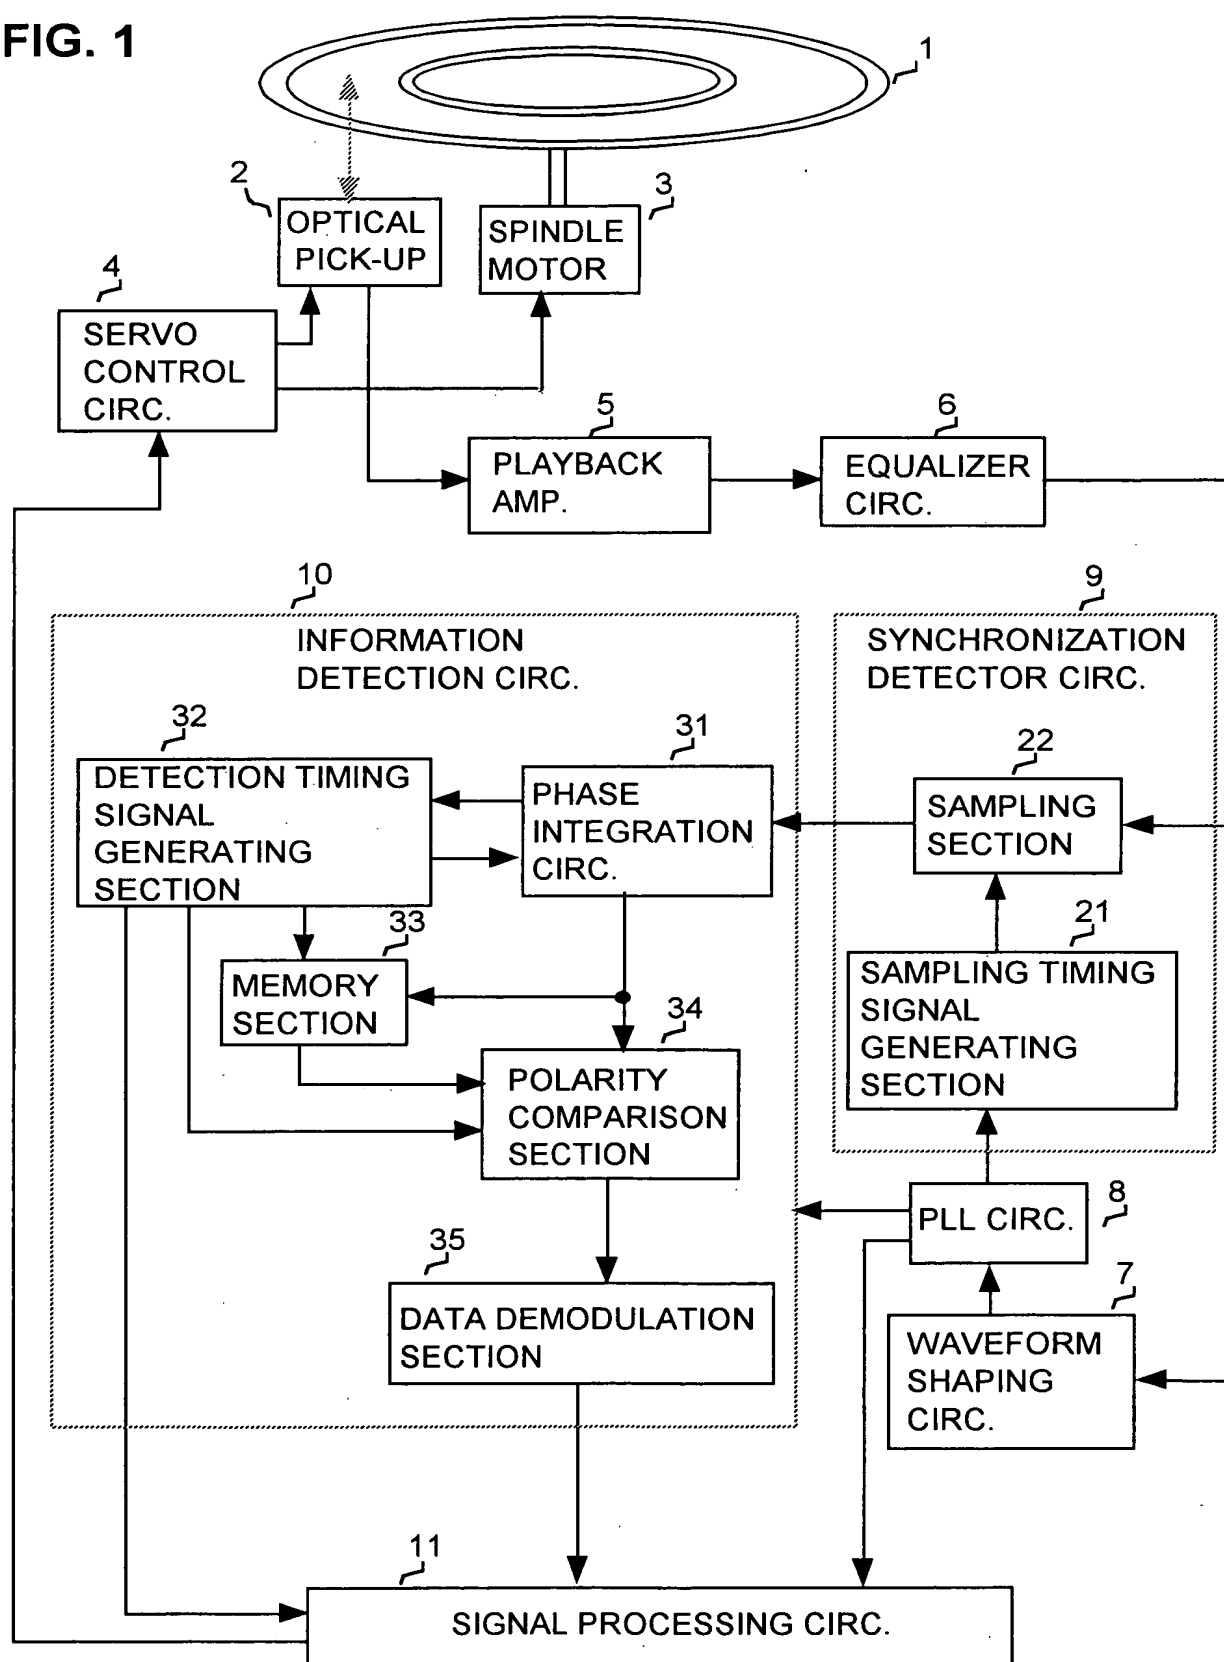 FIG. 1
1
2
3
OPTICAL
PICK-UP
SPINDLE
MOTOR
4
SERVO
CONTROL
CIRC.
5
6
PLAYBACK
AMP.
EQUALIZER
CIRC.
10
9
INFORMATION
DETECTION CIRC.
SYNCHRONIZATION
DETECTOR CIRC.
32
31
22
DETECTION TIMING
SIGNAL
GENERATING
SECTION
PHASE
INTEGRATION
CIRC.
SAMPLING
SECTION
33
21
MEMORY
SECTION
SAMPLING TIMING
SIGNAL
GENERATING
SECTION
34
POLARITY
COMPARISON
SECTION
8
PLL CIRC.
35
7
DATA DEMODULATION
SECTION
WAVEFORM
SHAPING
CIRC.
11
SIGNAL PROCESSING CIRC.